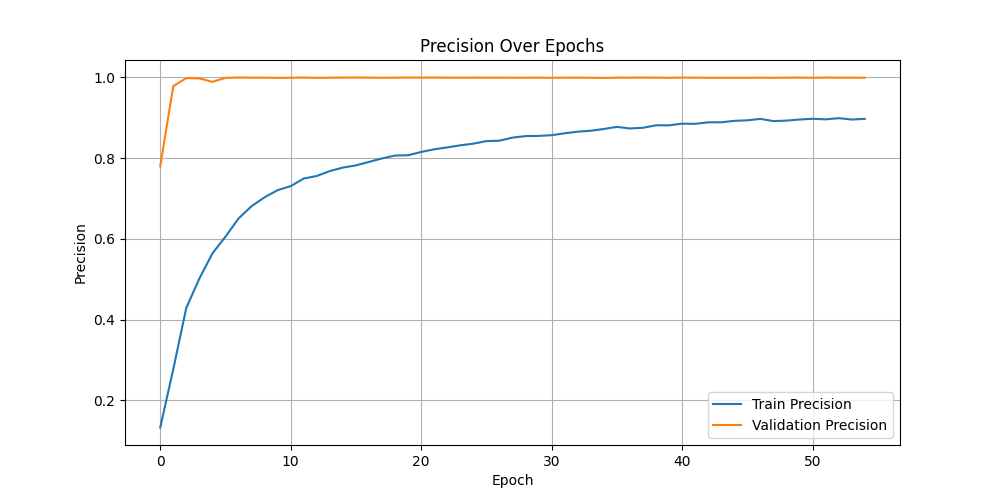 Precision Over Epochs
Precision
1.0
0.8
0.6
0.4
0.2
0 10 20 30 40 50
Epoch
Train Precision
Validation Precision